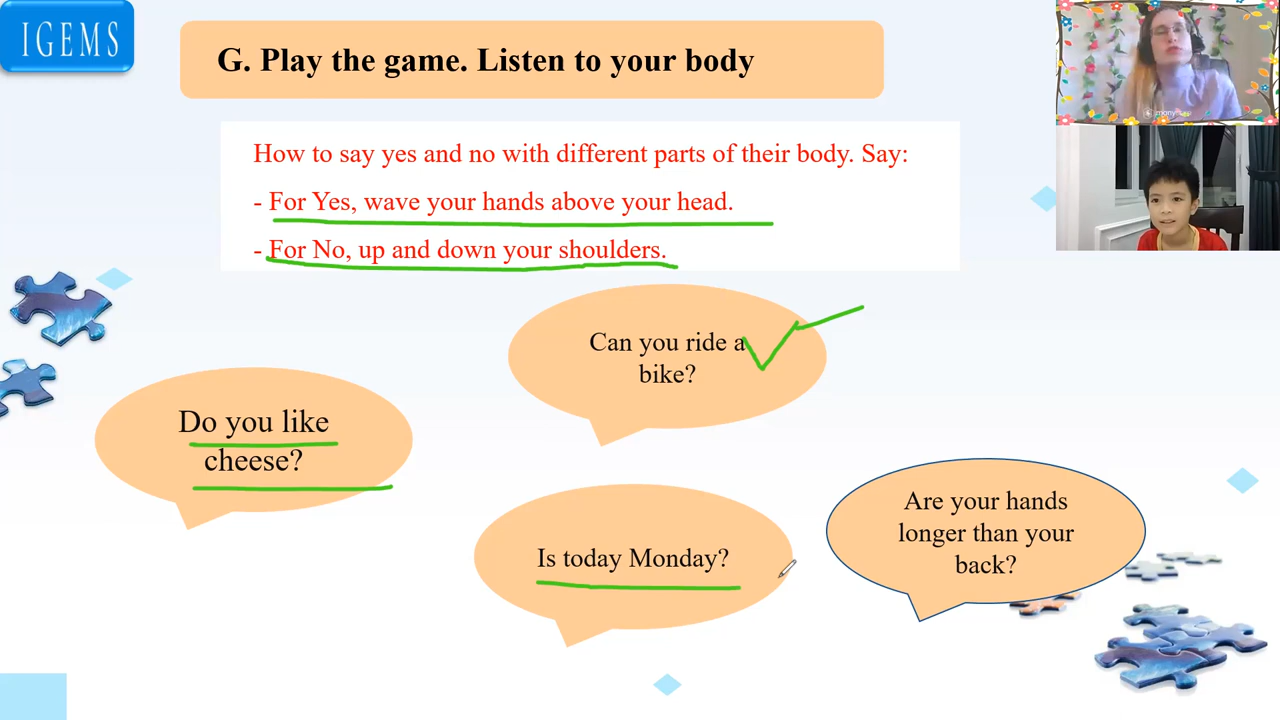 IGEMS
G. Play the game. Listen to your body
How to say yes and no with different parts of their body. Say:
- For Yes, wave your hands above your head.
- For No, up and down your shoulders.
Can you ride a
bike?
Do you like
cheese?
Is today Monday?
Are your hands
longer than your
back?